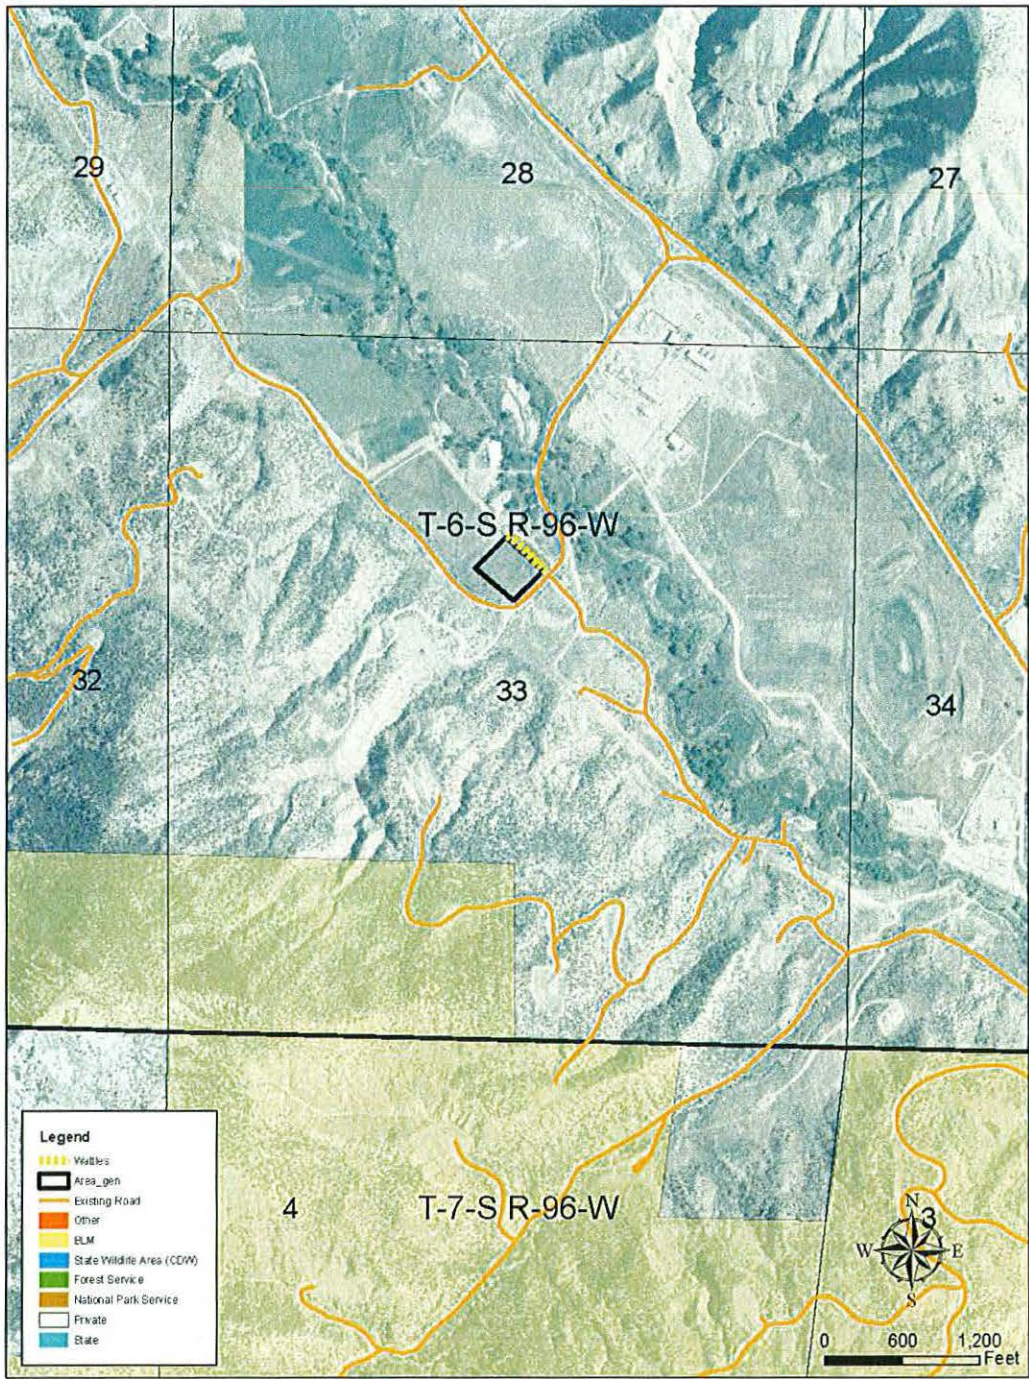 29
28
27
T-6-S R-96-W
32
33
34
Legend
Wattles
Area_gen
Existing Road
Other
BLM
State Wildlife Area (CDW)
Forest Service
National Park Service
Private
State
4
T-7-S R-96-W
3
N
W
E
S
0 600 1,200
Feet